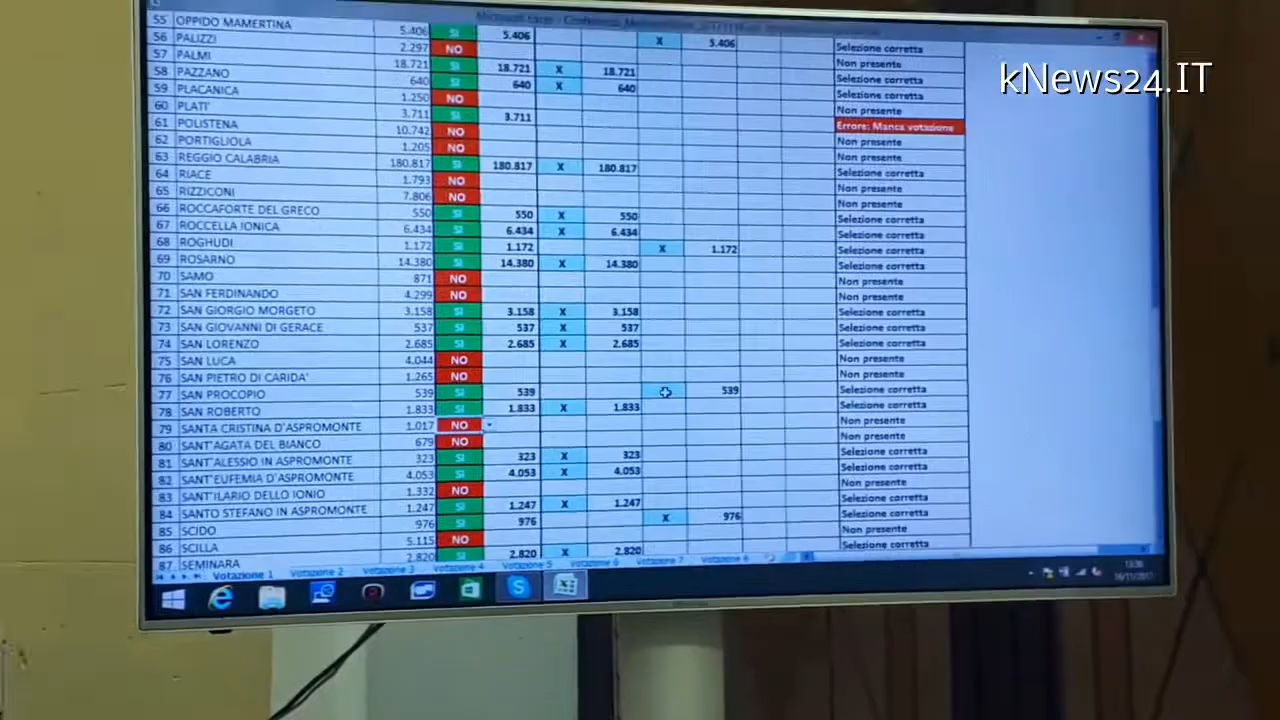 Microsoft Excel
kNews24.IT
55 OPPIDO MAMERTINA 5.406 SI 5.406 X 5.406 Selezione corretta
56 PALIZZI 2.297 NO Non presente
57 PALMI 18.721 SI 18.721 X 18.721 Selezione corretta
58 PAZZANO 640 SI 640 X 640 Selezione corretta
59 PLACANICA 1.250 NO Non presente
60 PLATI' 3.711 SI 3.711 Errore: Manca votazione
61 POLISTENA 10.742 NO Non presente
62 PORTIGLIOLA 1.205 NO Non presente
63 REGGIO CALABRIA 180.817 SI 180.817 X 180.817 Selezione corretta
64 RIACE 1.793 NO Non presente
65 RIZZICONI 7.806 NO Non presente
66 ROCCAFORTE DEL GRECO 550 SI 550 X 550 Selezione corretta
67 ROCCELLA IONICA 6.434 SI 6.434 X 6.434 Selezione corretta
68 ROGHUDI 1.172 SI 1.172 X 1.172 Selezione corretta
69 ROSARNO 14.380 SI 14.380 X 14.380 Selezione corretta
70 SAMO 871 NO Non presente
71 SAN FERDINANDO 4.299 NO Non presente
72 SAN GIORGIO MORGETO 3.158 SI 3.158 X 3.158 Selezione corretta
73 SAN GIOVANNI DI GERACE 537 SI 537 X 537 Selezione corretta
74 SAN LORENZO 2.685 SI 2.685 X 2.685 Selezione corretta
75 SAN LUCA 4.044 NO Non presente
76 SAN PIETRO DI CARIDA' 1.265 NO Non presente
77 SAN PROCOPIO 539 SI 539 539 Selezione corretta
78 SAN ROBERTO 1.833 SI 1.833 X 1.833 Selezione corretta
79 SANTA CRISTINA D'ASPROMONTE 1.017 NO Non presente
80 SANT'AGATA DEL BIANCO 679 NO Non presente
81 SANT'ALESSIO IN ASPROMONTE 323 SI 323 X 323 Selezione corretta
82 SANT'EUFEMIA D'ASPROMONTE 4.053 SI 4.053 X 4.053 Selezione corretta
83 SANT'ILARIO DELLO IONIO 1.332 NO Non presente
84 SANTO STEFANO IN ASPROMONTE 1.247 SI 1.247 X 1.247 Selezione corretta
85 SCIDO 976 SI 976 X 976 Selezione corretta
86 SCILLA 5.115 NO Non presente
87 SEMINARA 2.820 SI 2.820 X 2.820 Selezione corretta
Votazione 1 Votazione 2 Votazione 3 Votazione 4 Votazione 5 Votazione 6 Votazione 7 Votazione 8